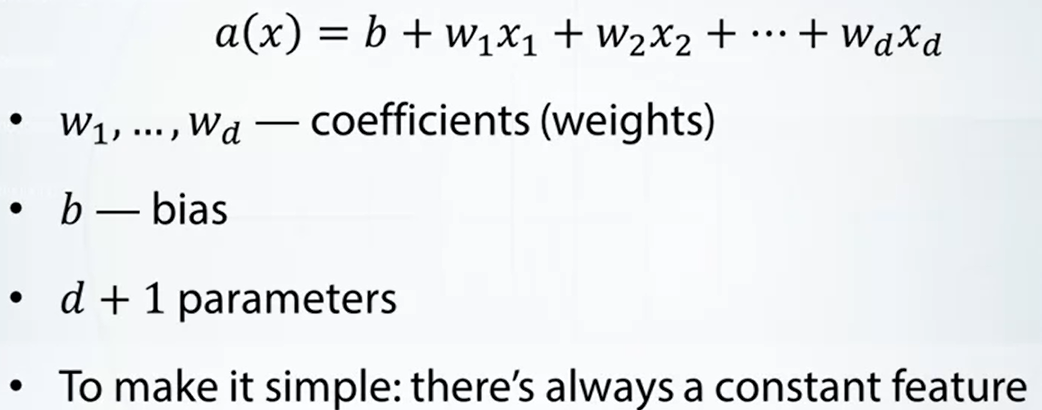 a(x) = b + w₁x₁ + w₂x₂ + ⋯ + w_d x_d
• w₁, …, w_d — coefficients (weights)
• b — bias
• d + 1 parameters
• To make it simple: there’s always a constant feature